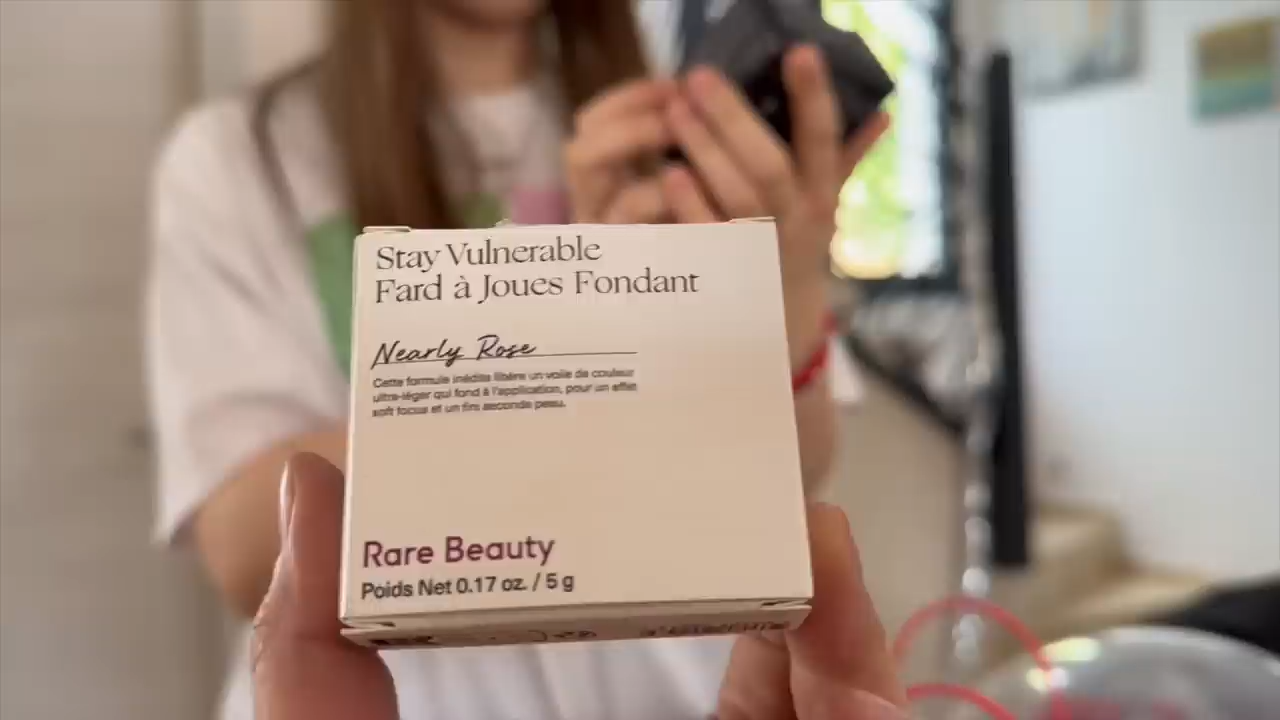 Stay Vulnerable
Fard à Joues Fondant
Nearly Rose
Cette formule inédite libère un voile de couleur
ultra-léger qui fond à l'application, pour un effet
soft focus et un fini seconde peau.
Rare Beauty
Poids Net 0.17 oz. / 5 g